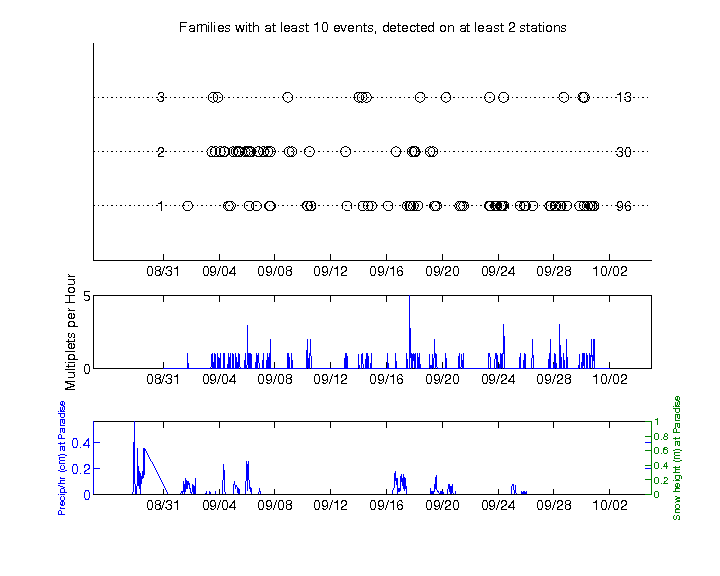 Families with at least 10 events, detected on at least 2 stations
3 13
2 30
1 96
08/31 09/04 09/08 09/12 09/16 09/20 09/24 09/28 10/02
Multiplets per Hour
5
0
08/31 09/04 09/08 09/12 09/16 09/20 09/24 09/28 10/02
Precip/hr (cm) at Paradise
0.4
0.2
0
1
0.8
0.6
0.4
0.2
0
Snow height (m) at Paradise
08/31 09/04 09/08 09/12 09/16 09/20 09/24 09/28 10/02